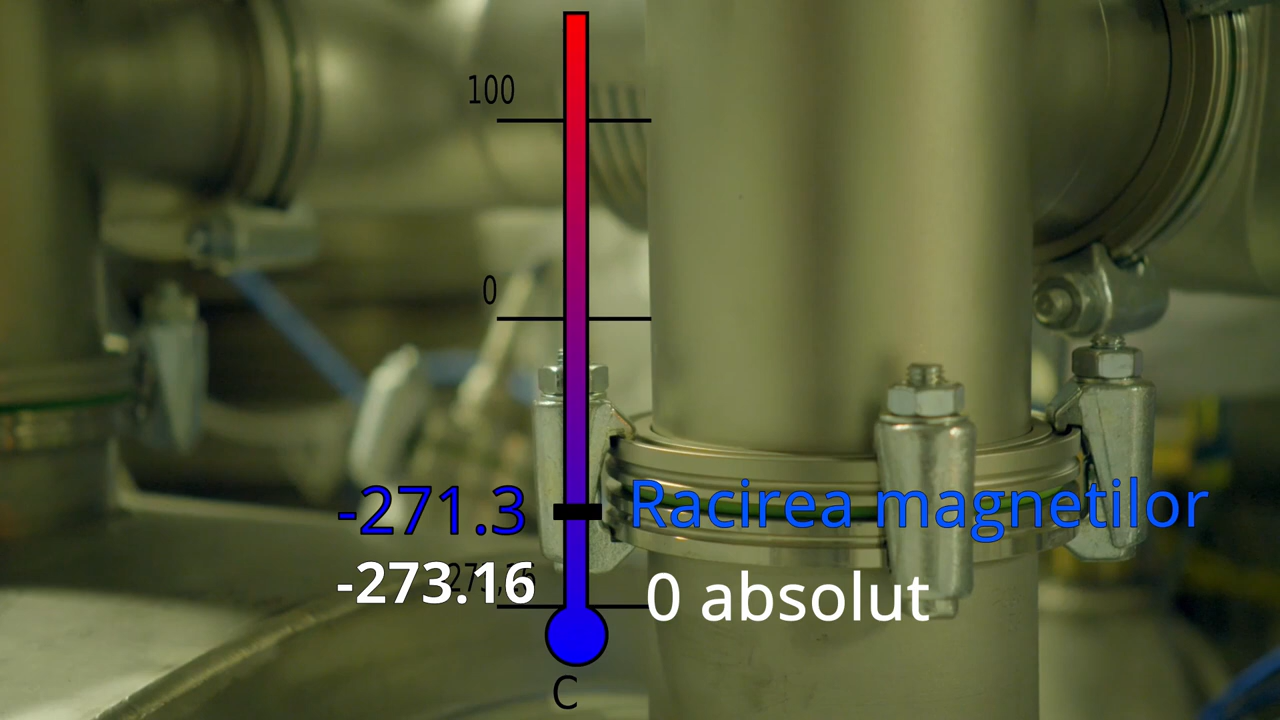 100
0
-271.3 Racirea magnetilor
-273.16 0 absolut
C